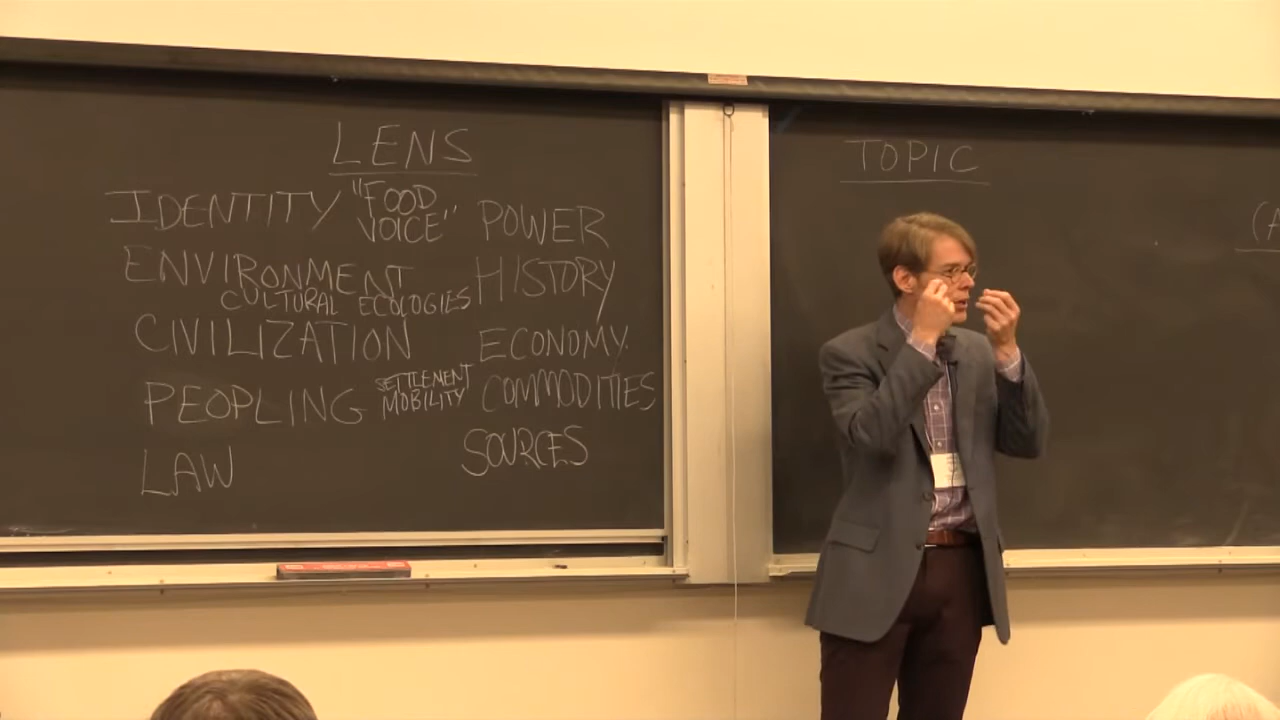 LENS
IDENTITY "FOOD VOICE" POWER
ENVIRONMENT HISTORY
CULTURAL ECOLOGIES
CIVILIZATION ECONOMY
PEOPLING SETTLEMENT MOBILITY COMMODITIES
LAW SOURCES
TOPIC